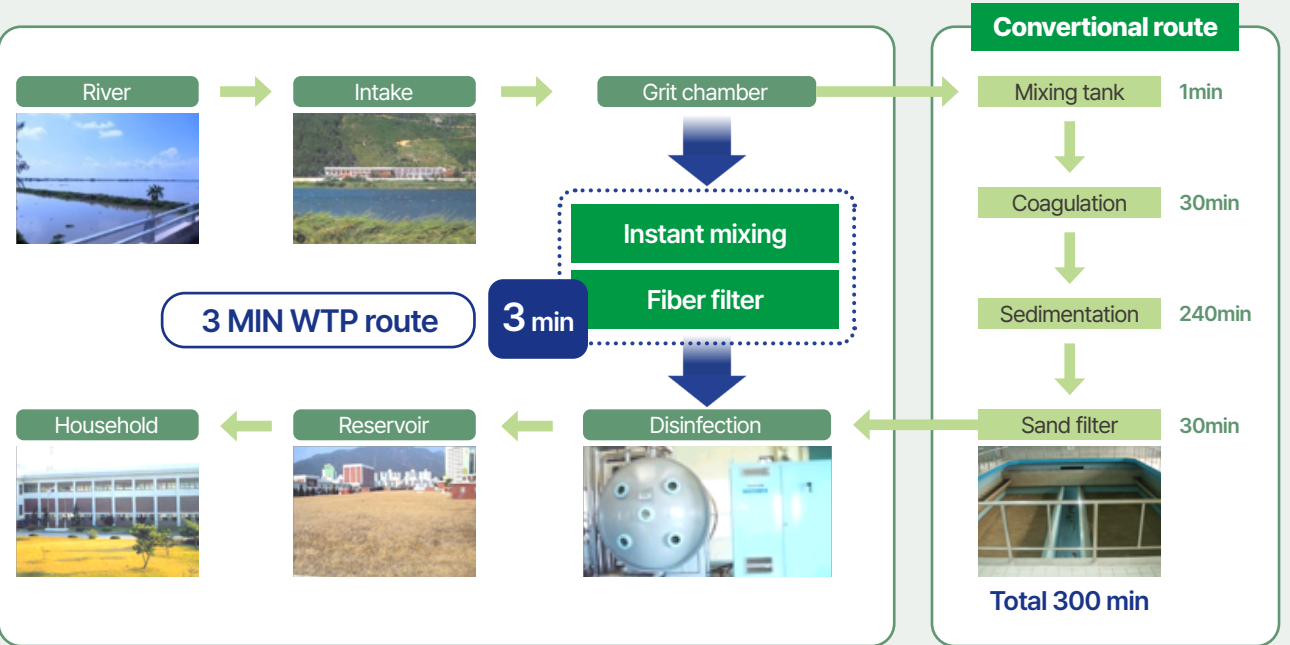 Convertional route
River
Intake
Grit chamber
Mixing tank
1min
Instant mixing
Coagulation
30min
Fiber filter
3 MIN WTP route
3 min
Sedimentation
240min
Household
Reservoir
Disinfection
Sand filter
30min
Total 300 min